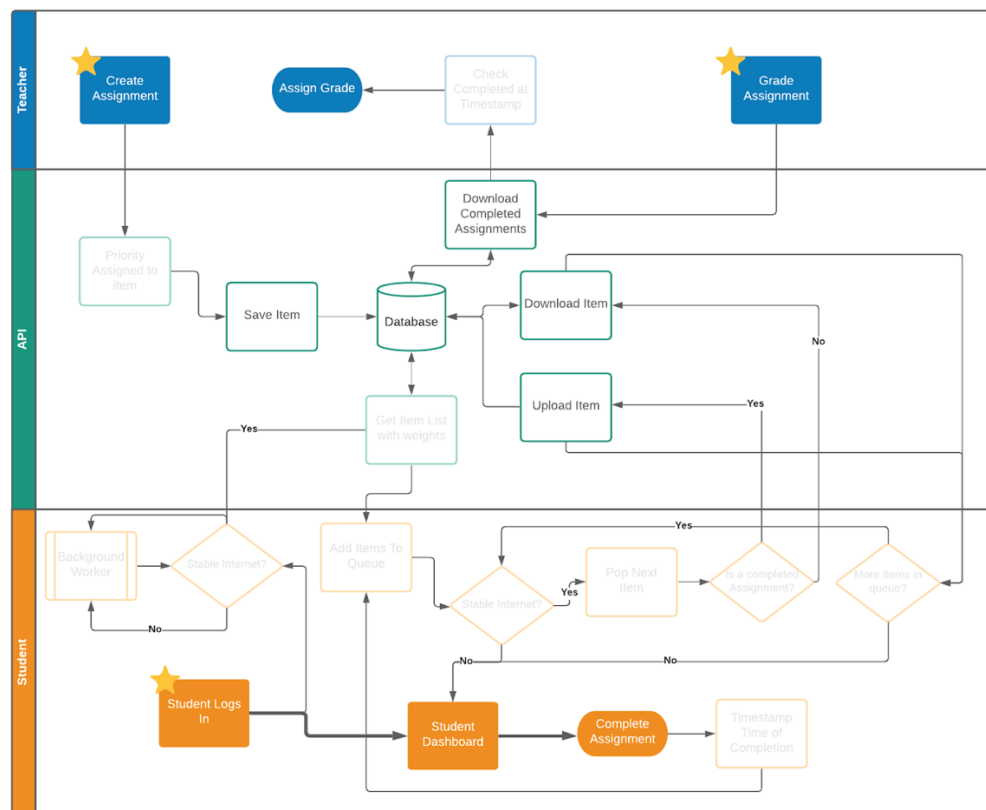 Teacher
Create
Assignment
Assign Grade
Check
Completed at
Timestamp
Grade
Assignment
API
Download
Completed
Assignments
Priority
Assigned to
item
Save Item
Database
Download Item
No
Get Item List
with weights
Yes
Upload Item
Yes
Student
Background
Worker
Stable Internet?
No
Add Items To
Queue
Stable Internet?
Yes
Yes
Pop Next
Item
Is a completed
Assignment?
More items in
queue?
No
No
Student Logs
In
Student
Dashboard
Complete
Assignment
Timestamp
Time of
Completion